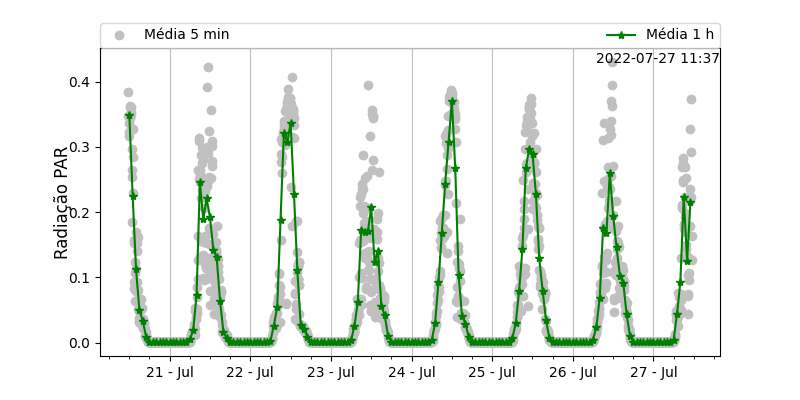 Média 5 min
Média 1 h
2022-07-27 11:37
Radiação PAR
0.4
0.3
0.2
0.1
0.0
21 - Jul
22 - Jul
23 - Jul
24 - Jul
25 - Jul
26 - Jul
27 - Jul